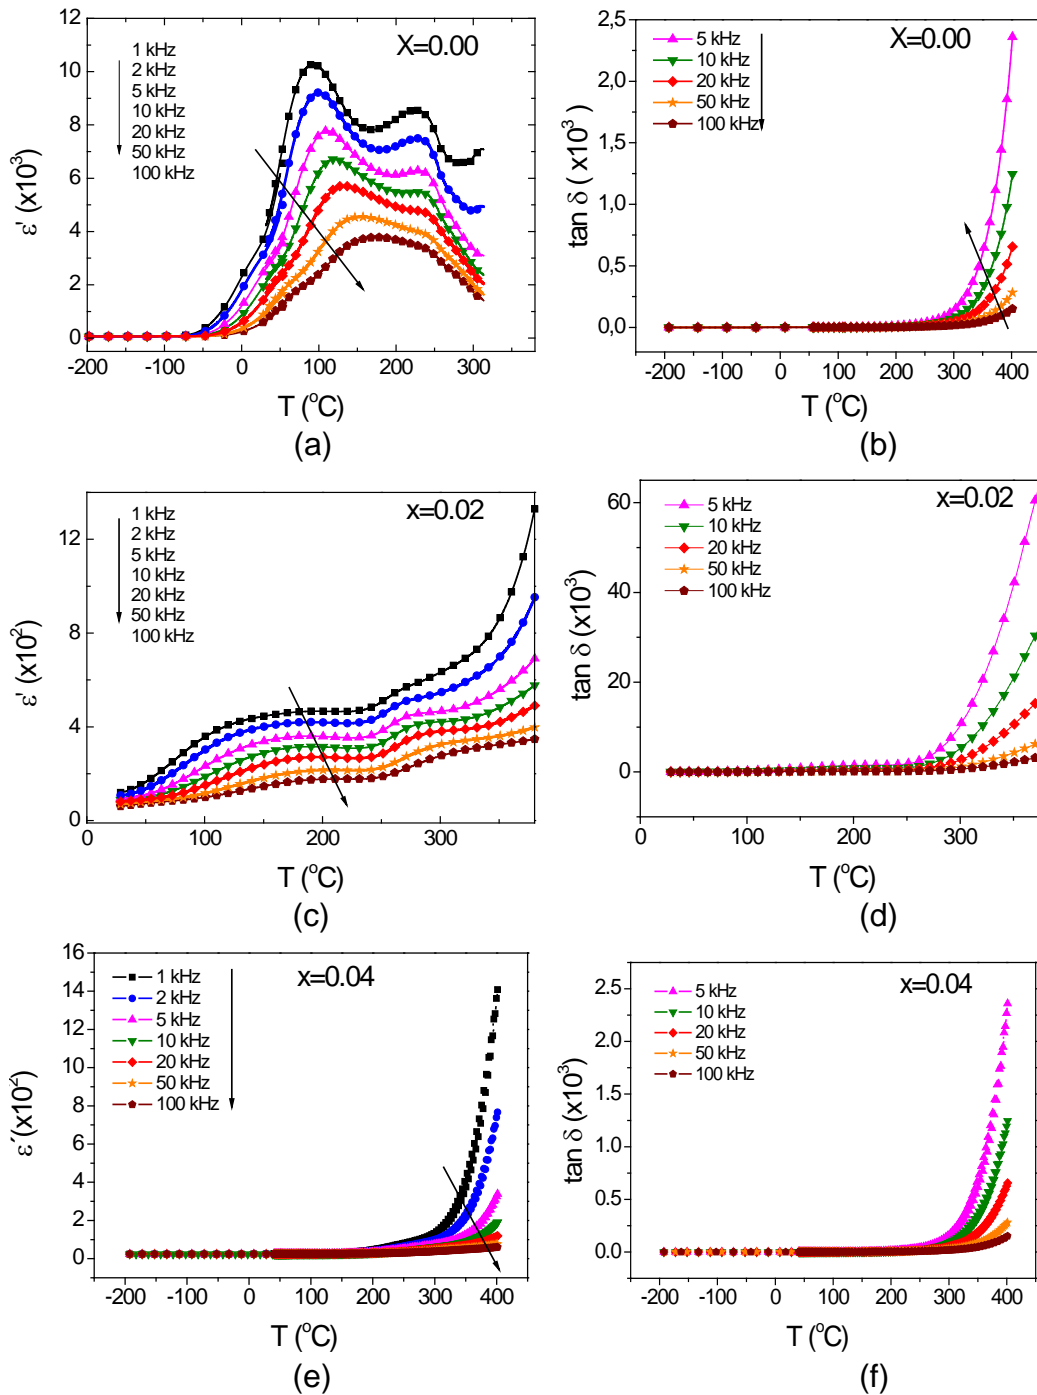 X=0.00
1 kHz
2 kHz
5 kHz
10 kHz
20 kHz
50 kHz
100 kHz
12
10
8
6
4
2
0
ε' (x10³)
-200 -100 0 100 200 300
T (°C)
(a)
X=0.00
5 kHz
10 kHz
20 kHz
50 kHz
100 kHz
2,5
2,0
1,5
1,0
0,5
0,0
tan δ ( x10³)
-200 -100 0 100 200 300 400
T (°C)
(b)
x=0.02
1 kHz
2 kHz
5 kHz
10 kHz
20 kHz
50 kHz
100 kHz
12
8
4
0
ε' (x10²)
0 100 200 300
T (°C)
(c)
x=0.02
5 kHz
10 kHz
20 kHz
50 kHz
100 kHz
60
40
20
0
tan δ (x10³)
0 100 200 300
T (°C)
(d)
x=0.04
1 kHz
2 kHz
5 kHz
10 kHz
20 kHz
50 kHz
100 kHz
16
14
12
10
8
6
4
2
0
ε´(x10²)
-200 -100 0 100 200 300 400
T (°C)
(e)
x=0.04
5 kHz
10 kHz
20 kHz
50 kHz
100 kHz
2.5
2.0
1.5
1.0
0.5
0.0
tan δ (x10³)
-200 -100 0 100 200 300 400
T (°C)
(f)